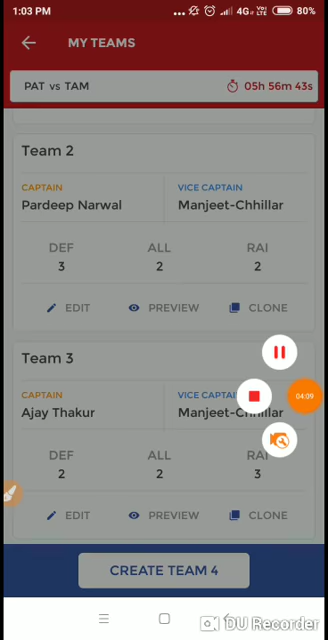 1:03 PM ... 4G VoLTE 80%
MY TEAMS
PAT vs TAM 05h 56m 43s
Team 2
CAPTAIN VICE CAPTAIN
Pardeep Narwal Manjeet-Chhillar
DEF ALL RAI
3 2 2
EDIT PREVIEW CLONE
Team 3
CAPTAIN VICE CAPTAI
Ajay Thakur Manjeet-Chhillar
04:09
DEF ALL RAI
2 2 3
EDIT PREVIEW CLONE
CREATE TEAM 4
DU Recorder